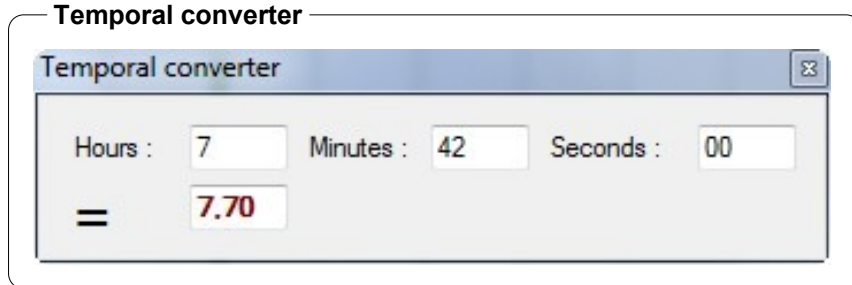 Temporal converter
Temporal converter
Hours : 7 Minutes : 42 Seconds : 00
= 7.70